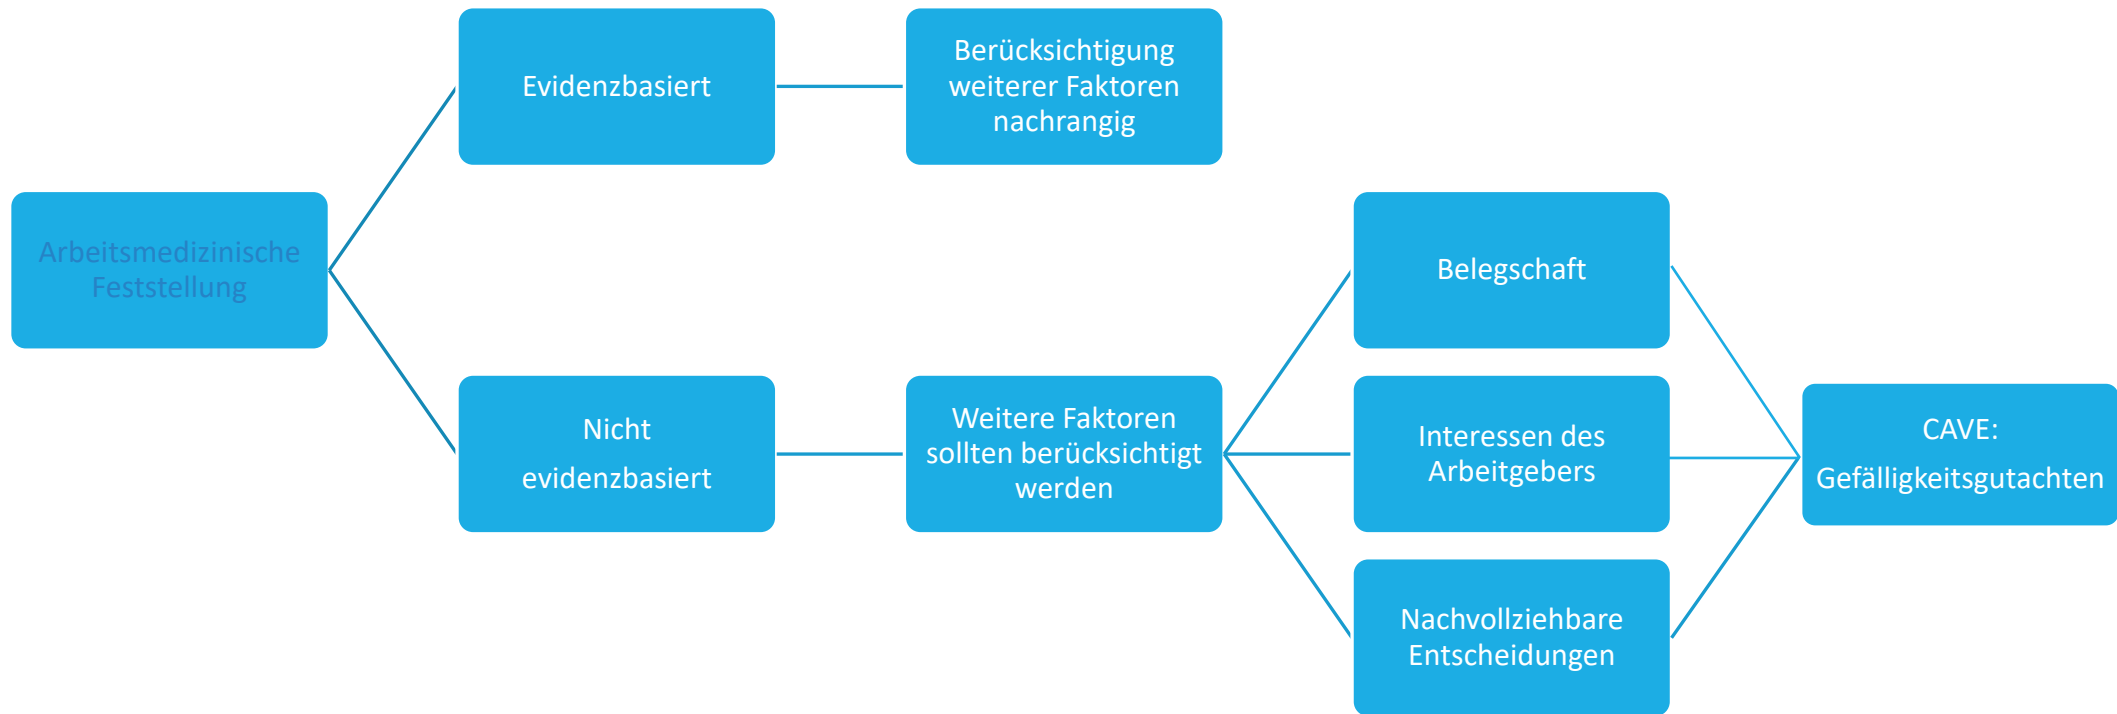 Arbeitsmedizinische
Feststellung
Evidenzbasiert
Berücksichtigung
weiterer Faktoren
nachrangig
Nicht
evidenzbasiert
Weitere Faktoren
sollten berücksichtigt
werden
Belegschaft
Interessen des
Arbeitgebers
Nachvollziehbare
Entscheidungen
CAVE:
Gefälligkeitsgutachten